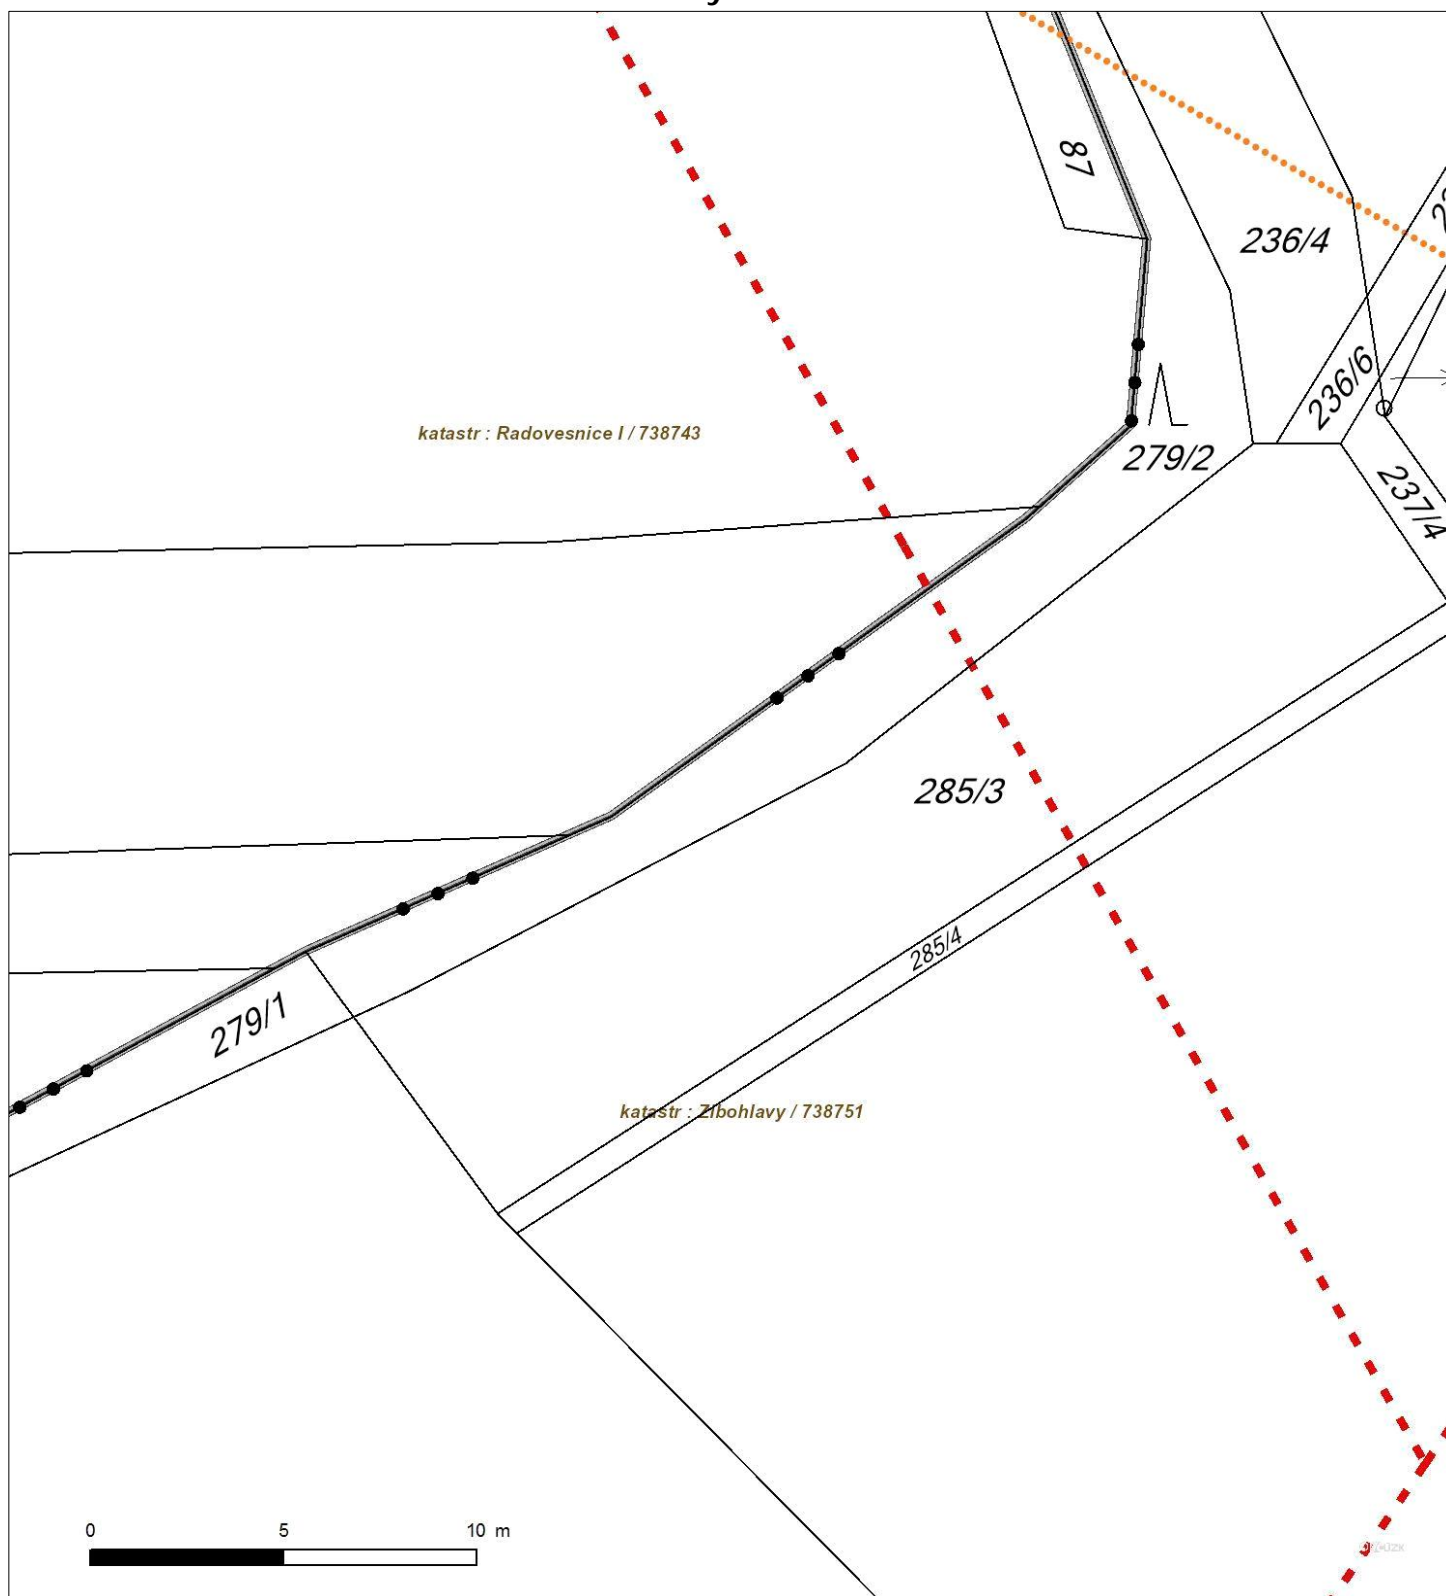 87
236/4
236/6
katastr : Radovesnice I / 738743
279/2
237/4
285/3
285/4
279/1
katastr : Zibohlavy / 738751
0 5 10 m